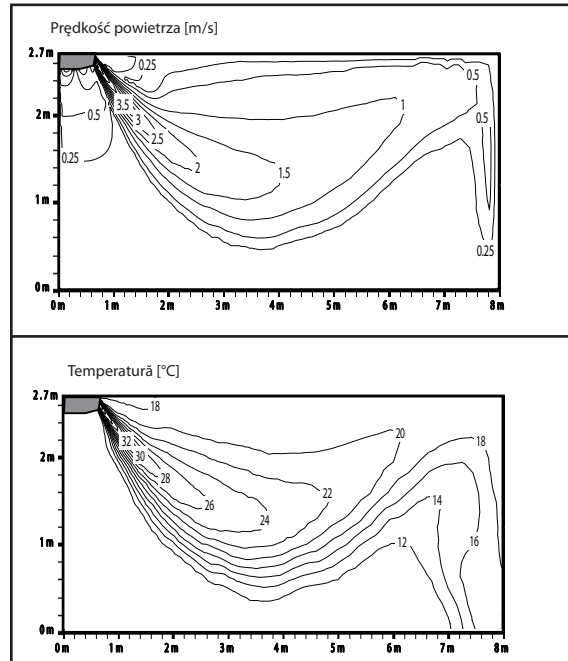 Prędkość powietrza [m/s]
2.7m
2m
1m
0m
0.25
0.5
0.25
3.5
3
2.5
2
1.5
1
0.5
0.5
0.25
0m 1m 2m 3m 4m 5m 6m 7m 8m
Temperatură [°C]
2.7m
2m
1m
0m
18
32
30
28
26
24
22
20
18
16
14
12
0m 1m 2m 3m 4m 5m 6m 7m 8m